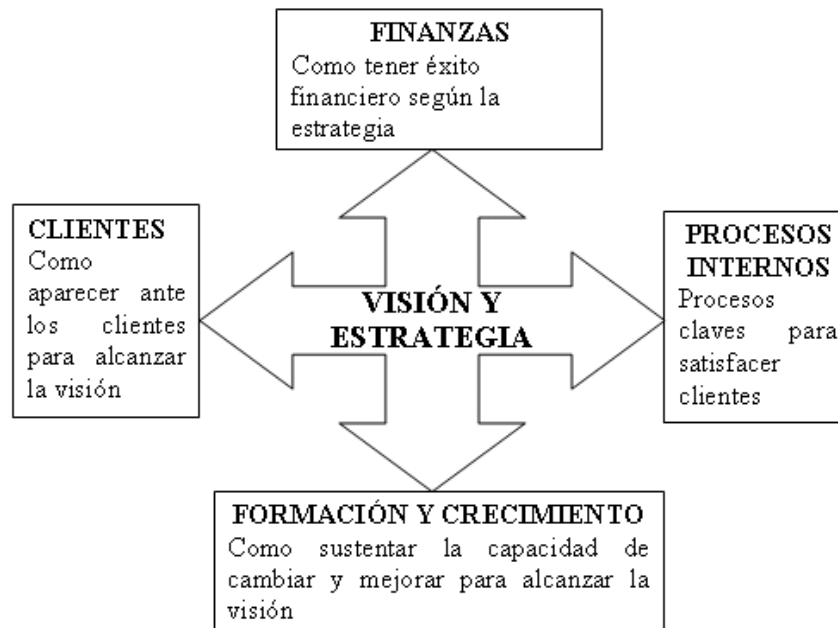 FINANZAS
Como tener éxito
financiero según la
estrategia
CLIENTES
Como
aparecer ante
los clientes
para alcanzar
la visión
VISIÓN Y
ESTRATEGIA
PROCESOS
INTERNOS
Procesos
claves para
satisfacer
clientes
FORMACIÓN Y CRECIMIENTO
Como sustentar la capacidad de
cambiar y mejorar para alcanzar la
visión